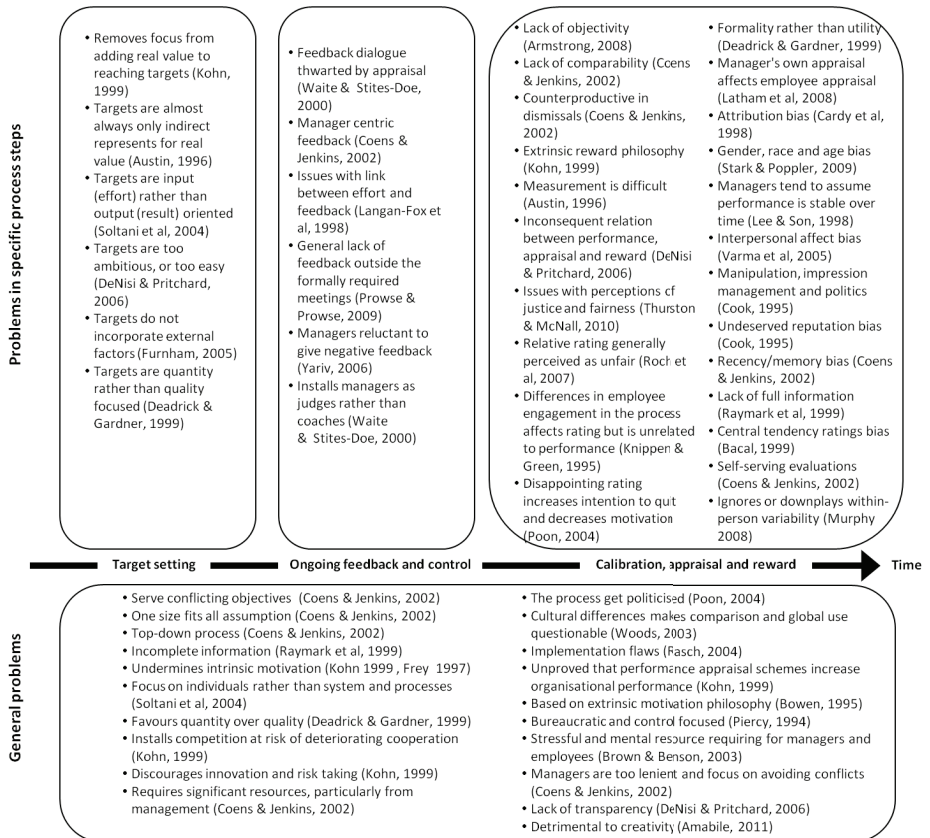 Problems in specific process steps
• Removes focus from
adding real value to
reaching targets (Kohn,
1999)
• Targets are almost
always only indirect
represents for real
value (Austin, 1996)
• Targets are input
(effort) rather than
output (result) oriented
(Soltani et al, 2004)
• Targets are too
ambitious, or too easy
(DeNisi & Pritchard,
2006)
• Targets do not
incorporate external
factors (Furnham, 2005)
• Targets are quantity
rather than quality
focused (Deadrick &
Gardner, 1999)
• Feedback dialogue
thwarted by appraisal
(Waite & Stites-Doe,
2000)
• Manager centric
feedback (Coens &
Jenkins, 2002)
• Issues with link
between effort and
feedback (Langan-Fox et
al, 1998)
• General lack of
feedback outside the
formally required
meetings (Prowse &
Prowse, 2009)
• Managers reluctant to
give negative feedback
(Yariv, 2006)
• Installs managers as
judges rather than
coaches (Waite
& Stites-Doe, 2000)
• Lack of objectivity
(Armstrong, 2008)
• Lack of comparability (Coens
& Jenkins, 2002)
• Counterproductive in
dismissals (Coens & Jenkins,
2002)
• Extrinsic reward philosophy
(Kohn, 1999)
• Measurement is difficult
(Austin, 1996)
• Inconsequent relation
between performance,
appraisal and reward (DeNisi
& Pritchard, 2006)
• Issues with perceptions of
justice and fairness (Thurston
& McNall, 2010)
• Relative rating generally
perceived as unfair (Roch et
al, 2007)
• Differences in employee
engagement in the process
affects rating but is unrelated
to performance (Knippen &
Green, 1995)
• Disappointing rating
increases intention to quit
and decreases motivation
(Poon, 2004)
• Formality rather than utility
(Deadrick & Gardner, 1999)
• Manager's own appraisal
affects employee appraisal
(Latham et al, 2008)
• Attribution bias (Cardy et al,
1998)
• Gender, race and age bias
(Stark & Poppler, 2009)
• Managers tend to assume
performance is stable over
time (Lee & Son, 1998)
• Interpersonal affect bias
(Varma et al, 2005)
• Manipulation, impression
management and politics
(Cook, 1995)
• Undeserved reputation bias
(Cook, 1995)
• Recency/memory bias (Coens
& Jenkins, 2002)
• Lack of full information
(Raymark et al, 1999)
• Central tendency ratings bias
(Bacal, 1999)
• Self-serving evaluations
(Coens & Jenkins, 2002)
• Ignores or downplays within-
person variability (Murphy
2008)
Target setting
Ongoing feedback and control
Calibration, appraisal and reward
Time
General problems
• Serve conflicting objectives (Coens & Jenkins, 2002)
• One size fits all assumption (Coens & Jenkins, 2002)
• Top-down process (Coens & Jenkins, 2002)
• Incomplete information (Raymark et al, 1999)
• Undermines intrinsic motivation (Kohn 1999 , Frey 1997)
• Focus on individuals rather than system and processes
(Soltani et al, 2004)
• Favours quantity over quality (Deadrick & Gardner, 1999)
• Installs competition at risk of deteriorating cooperation
(Kohn, 1999)
• Discourages innovation and risk taking (Kohn, 1999)
• Requires significant resources, particularly from
management (Coens & Jenkins, 2002)
• The process get politicised (Poon, 2004)
• Cultural differences makes comparison and global use
questionable (Woods, 2003)
• Implementation flaws (Rasch, 2004)
• Unproved that performance appraisal schemes increase
organisational performance (Kohn, 1999)
• Based on extrinsic motivation philosophy (Bowen, 1995)
• Bureaucratic and control focused (Piercy, 1994)
• Stressful and mental resource requiring for managers and
employees (Brown & Benson, 2003)
• Managers are too lenient and focus on avoiding conflicts
(Coens & Jenkins, 2002)
• Lack of transparency (DeNisi & Pritchard, 2006)
• Detrimental to creativity (Amabile, 2011)